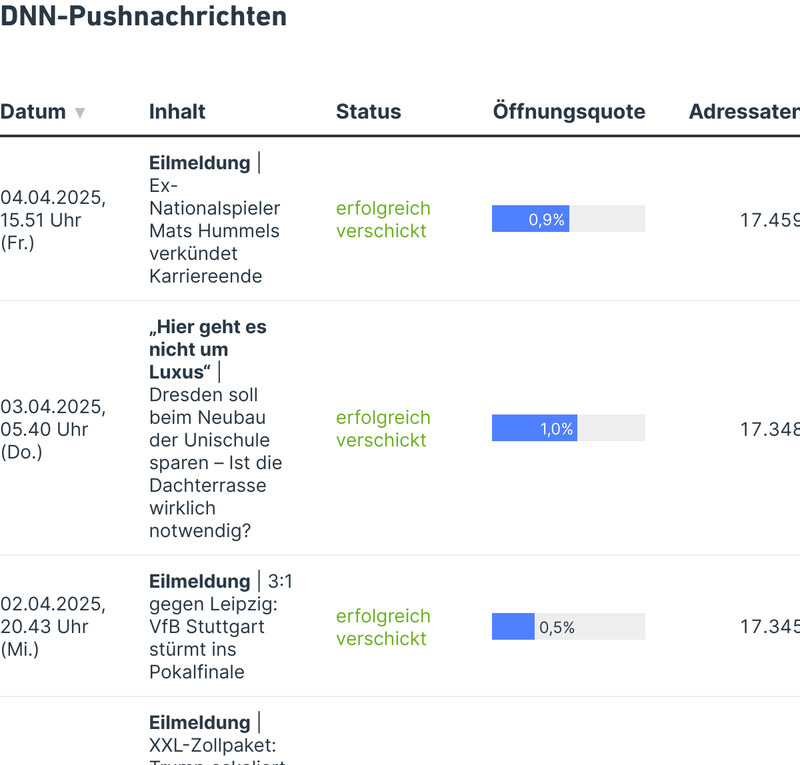 DNN-Pushnachrichten
Datum ▼ Inhalt Status Öffnungsquote Adressaten
04.04.2025,
15.51 Uhr
(Fr.)
Eilmeldung |
Ex-
Nationalspieler
Mats Hummels
verkündet
Karriereende
erfolgreich
verschickt
0,9%
17.459
03.04.2025,
05.40 Uhr
(Do.)
„Hier geht es
nicht um
Luxus“ |
Dresden soll
beim Neubau
der Unischule
sparen – Ist die
Dachterrasse
wirklich
notwendig?
erfolgreich
verschickt
1,0%
17.348
02.04.2025,
20.43 Uhr
(Mi.)
Eilmeldung | 3:1
gegen Leipzig:
VfB Stuttgart
stürmt ins
Pokalfinale
erfolgreich
verschickt
0,5%
17.345
Eilmeldung |
XXL-Zollpaket: